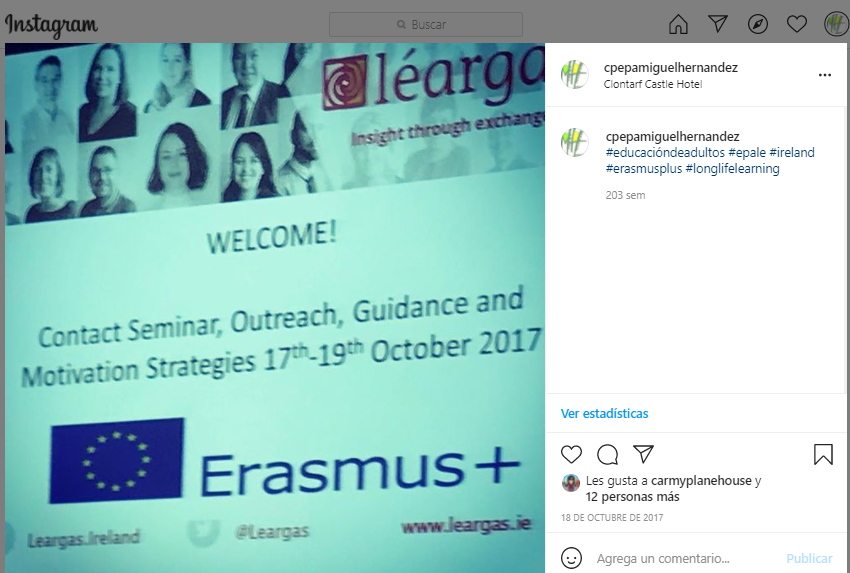 Instagram
Buscar
léargas
Insight through exchange
WELCOME!
Contact Seminar, Outreach, Guidance and
Motivation Strategies 17th-19th October 2017
Erasmus+
Leargas.Ireland
@Leargas
www.leargas.ie
cpepamiguelhernandez
Clontarf Castle Hotel
cpepamiguelhernandez
#educacióndeadultos #epale #ireland
#erasmusplus #longlifelearning
203 sem
Ver estadísticas
Les gusta a carmyplanehouse y
12 personas más
18 DE OCTUBRE DE 2017
Agrega un comentario...
Publicar